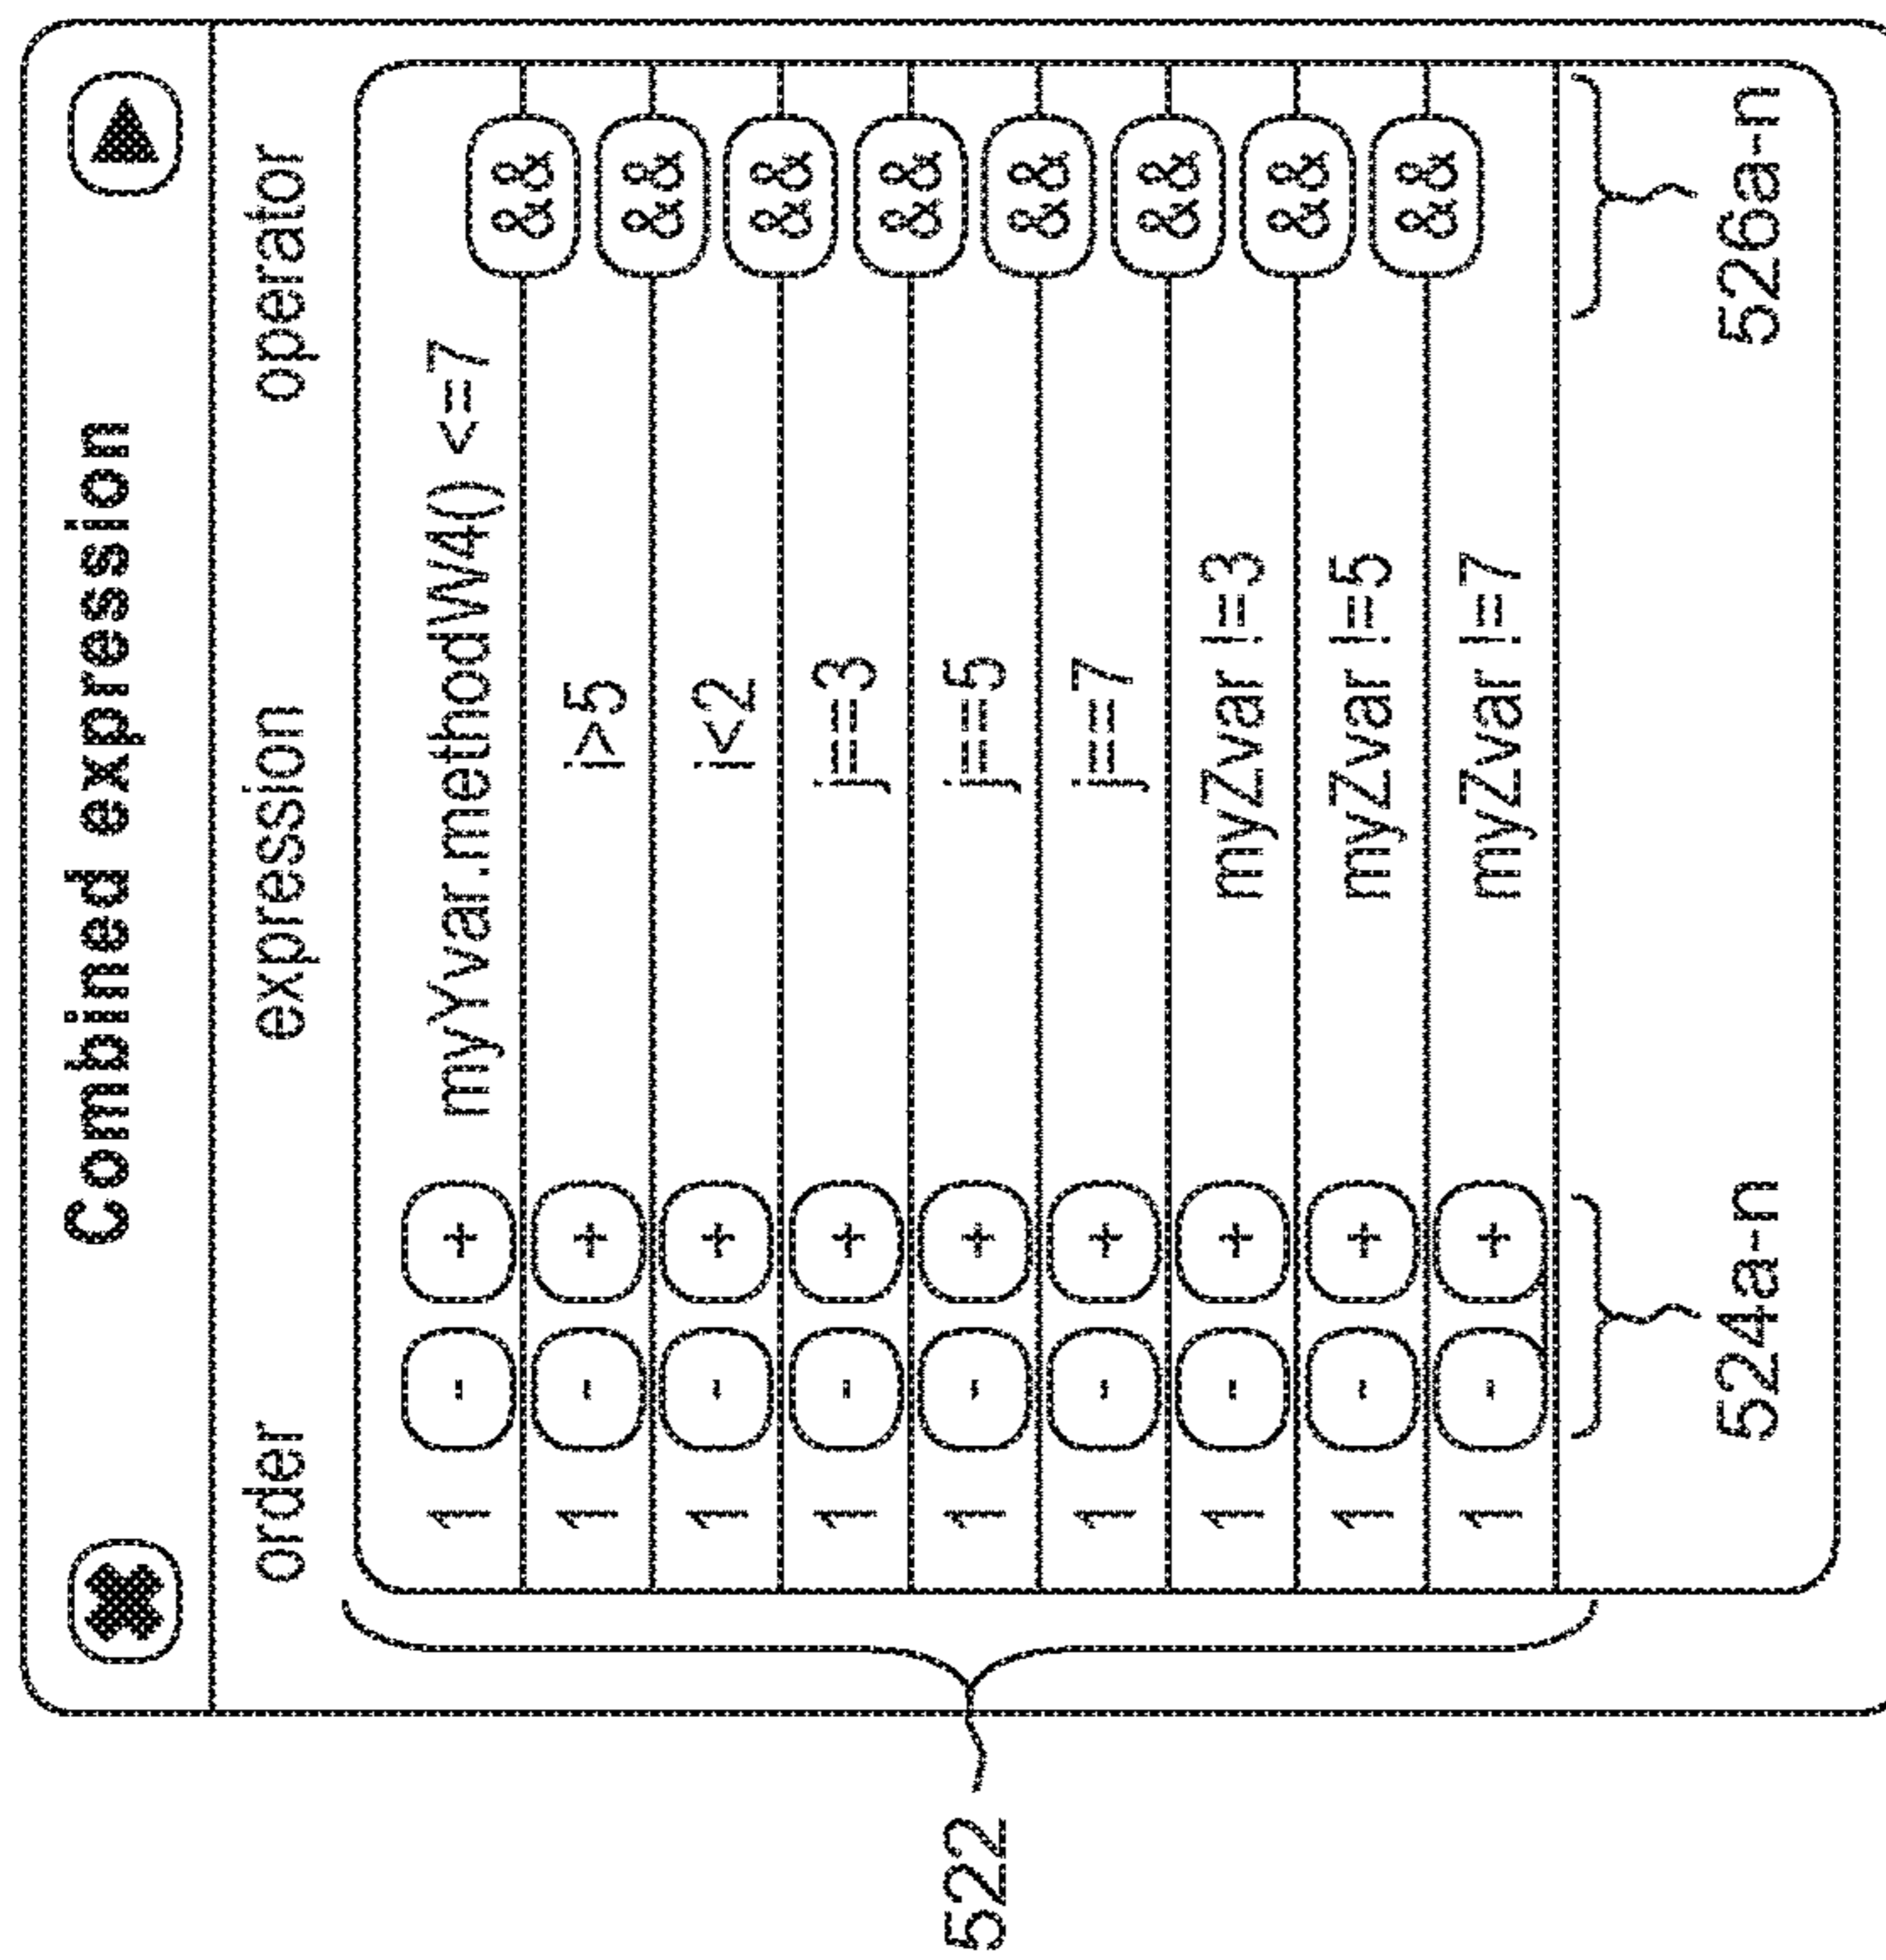 Combined expression
order expression operator
1 - + myYvar.methodW4() <=7
&&
1 - + i>5
&&
1 - + i<2
&&
1 - + j==3
&&
1 - + j==5
&&
1 - + j==7
&&
1 - + myZvar !=3
&&
1 - + myZvar !=5
&&
1 - + myZvar !=7
522
524a-n 526a-n